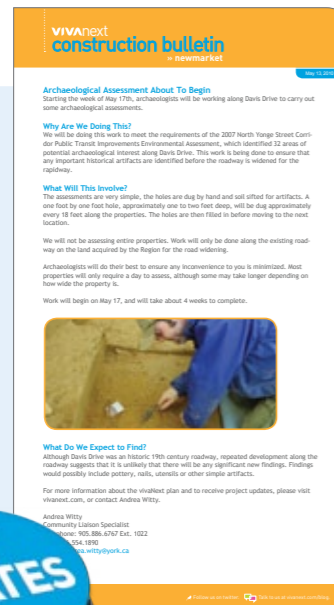 vivanext
construction bulletin
» newmarket
May 13, 2010
Archaeological Assessment About To Begin
Starting the week of May 17th, archaeologists will be working along Davis Drive to carry out
some archaeological assessments.
Why Are We Doing This?
We will be doing this work to meet the requirements of the 2007 North Yonge Street Corri-
dor Public Transit Improvements Environmental Assessment, which identified 32 areas of
potential archaeological interest along Davis Drive. This work is being done to ensure that
any important historical artifacts are identified before the roadway is widened for the
rapidway.
What Will This Involve?
The assessments are very simple, the holes are dug by hand and soil sifted for artifacts. A
one foot by one foot hole, approximately one to two feet deep, will be dug approximately
every 18 feet along the properties. The holes are then filled in before moving to the next
location.
We will not be assessing entire properties. Work will only be done along the existing road-
way on the land acquired by the Region for the road widening.
Archaeologists will do their best to ensure any inconvenience to you is minimized. Most
properties will only require a day to assess, although some may take longer depending on
how wide the property is.
Work will begin on May 17, and will take about 4 weeks to complete.
What Do We Expect to Find?
Although Davis Drive was an historic 19th century roadway, repeated development along the
roadway suggests that it is unlikely that there will be any significant new findings. Findings
would possibly include pottery, nails, utensils or other simple artifacts.
For more information about the vivaNext plan and to receive project updates, please visit
vivanext.com, or contact Andrea Witty.
Andrea Witty
Community Liaison Specialist
phone: 905.886.6767 Ext. 1022
.554.1890
rea.witty@york.ca
ATES
Follow us on twitter
Talk to us at vivanext.com/blog